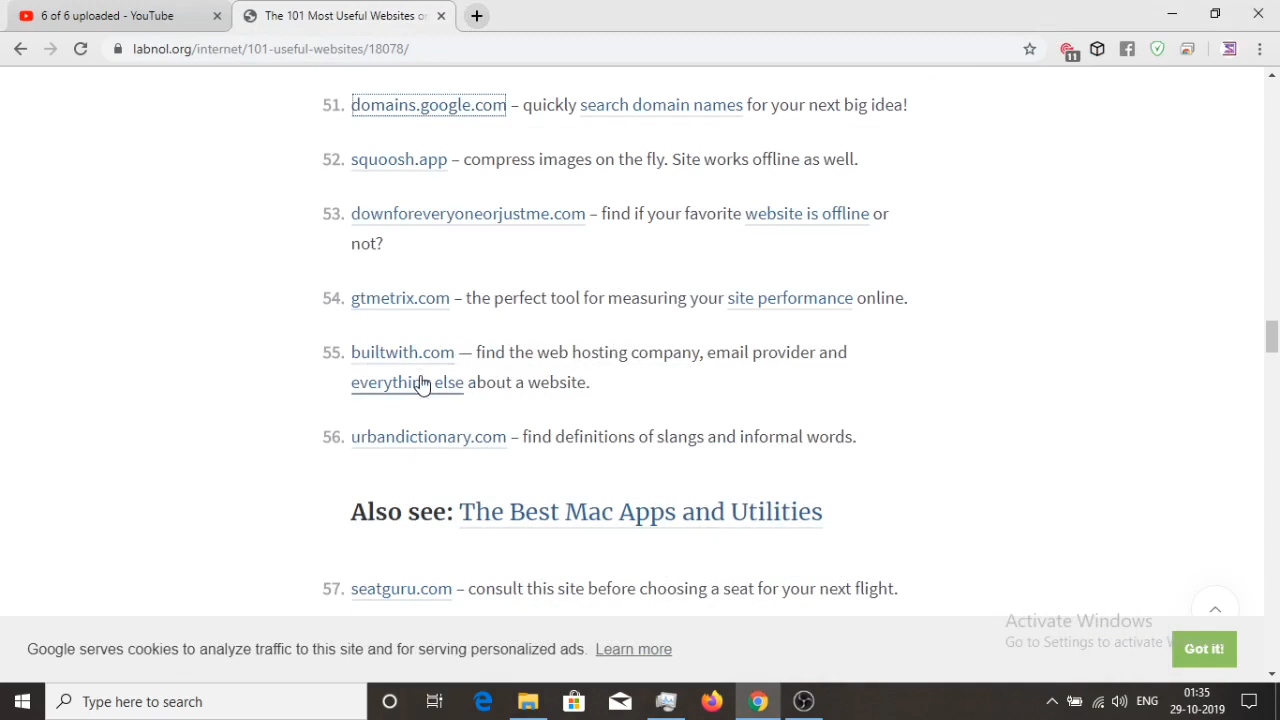 6 of 6 uploaded - YouTube
The 101 Most Useful Websites or
labnol.org/internet/101-useful-websites/18078/
11
51. domains.google.com – quickly search domain names for your next big idea!
52. squoosh.app – compress images on the fly. Site works offline as well.
53. downforeveryoneorjustme.com – find if your favorite website is offline or
not?
54. gtmetrix.com – the perfect tool for measuring your site performance online.
55. builtwith.com — find the web hosting company, email provider and
everything else about a website.
56. urbandictionary.com – find definitions of slangs and informal words.
Also see: The Best Mac Apps and Utilities
57. seatguru.com – consult this site before choosing a seat for your next flight.
Activate Windows
Go to Settings to activate W
Google serves cookies to analyze traffic to this site and for serving personalized ads. Learn more
Got it!
Type here to search
ENG
01:35
29-10-2019